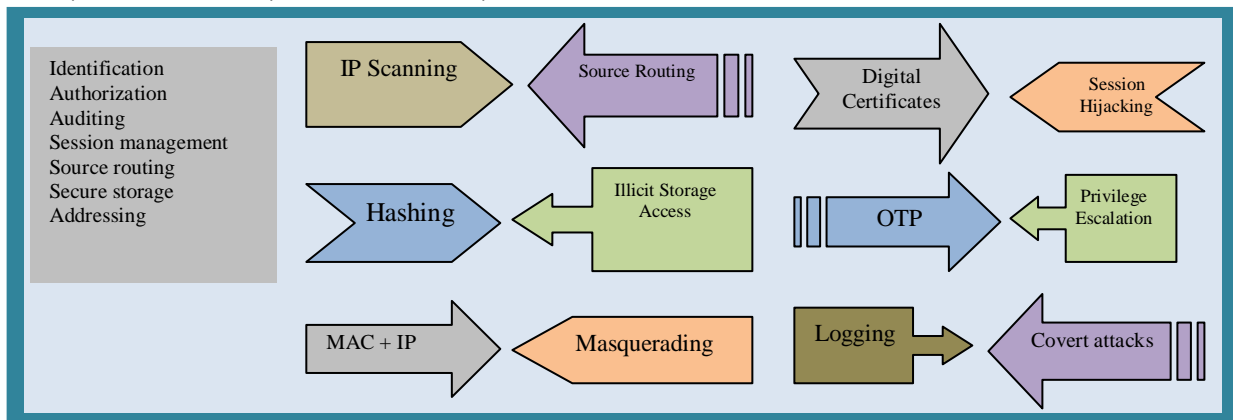 Identification
Authorization
Auditing
Session management
Source routing
Secure storage
Addressing
IP Scanning
Source Routing
Digital
Certificates
Session
Hijacking
Hashing
Illicit Storage
Access
OTP
Privilege
Escalation
MAC + IP
Masquerading
Logging
Covert attacks